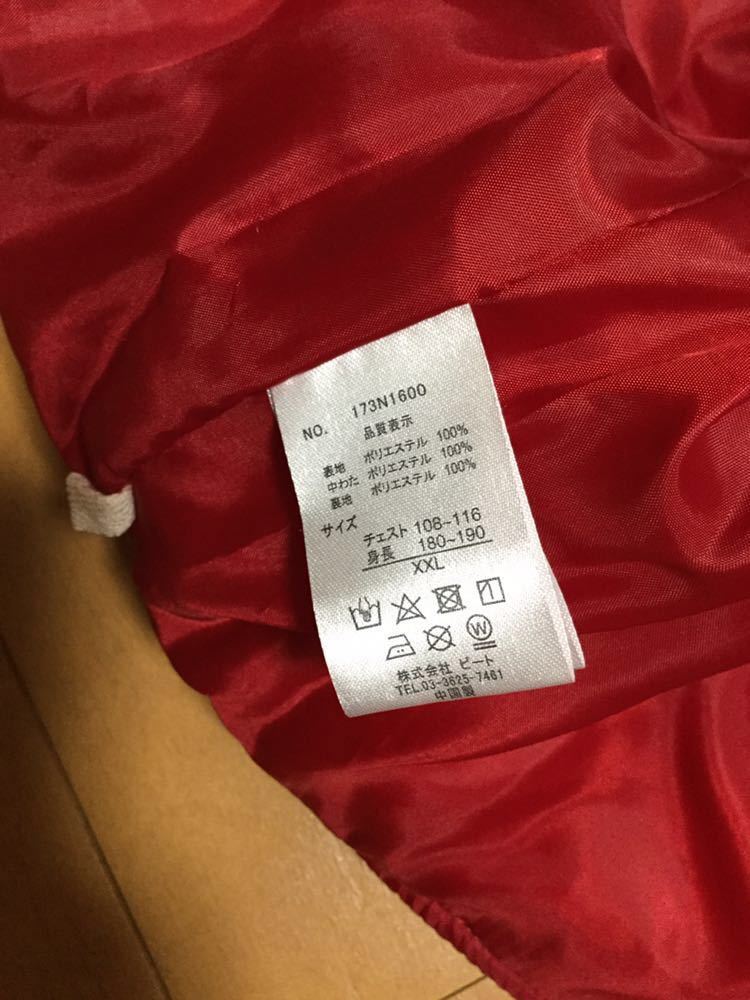 NO. 173N1600
品質表示
表地 ポリエステル 100%
中わた ポリエステル 100%
裏地 ポリエステル 100%
サイズ
チェスト 108~116
身長 180~190
XXL
W
株式会社 ビート
TEL.03-3625-7461
中国製